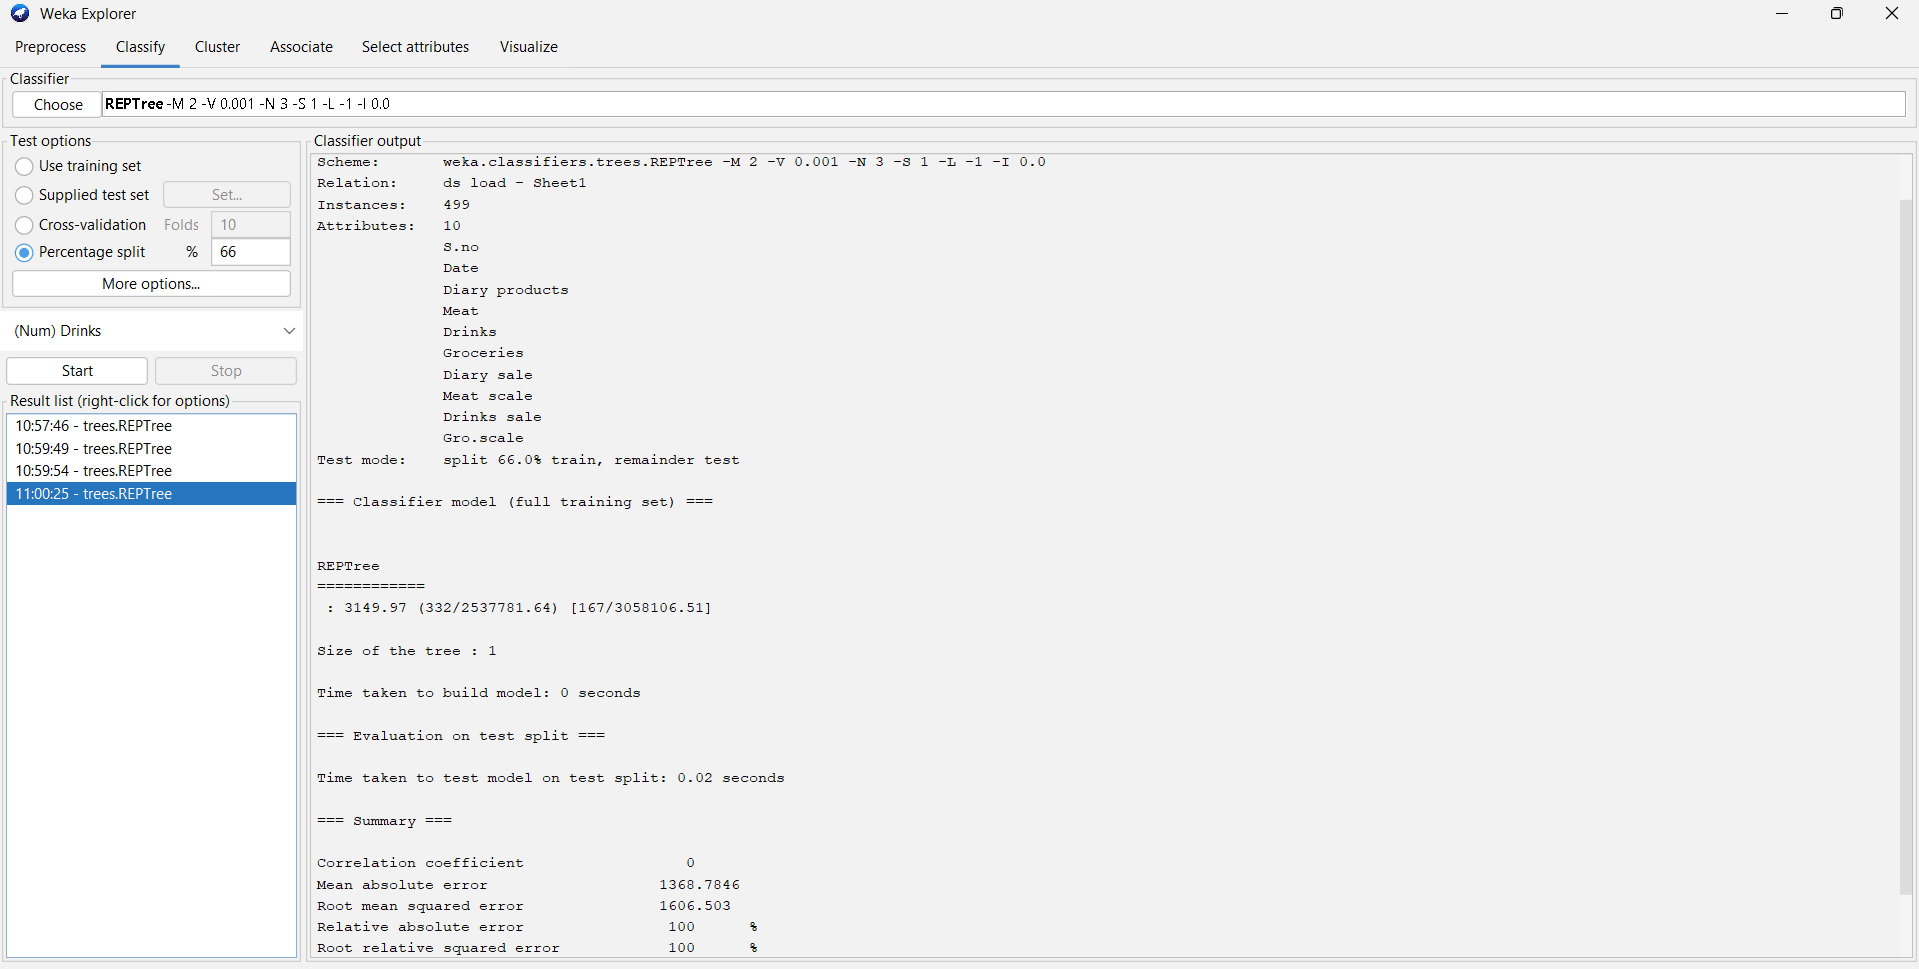 Weka Explorer
Preprocess Classify Cluster Associate Select attributes Visualize
Classifier
Choose REPTree -M 2 -V 0.001 -N 3 -S 1 -L -1 -I 0.0
Test options
Use training set
Supplied test set Set...
Cross-validation Folds 10
Percentage split % 66
More options...
(Num) Drinks
Start Stop
Result list (right-click for options)
10:57:46 - trees.REPTree
10:59:49 - trees.REPTree
10:59:54 - trees.REPTree
11:00:25 - trees.REPTree
Classifier output
Scheme: weka.classifiers.trees.REPTree -M 2 -V 0.001 -N 3 -S 1 -L -1 -I 0.0
Relation: ds load - Sheet1
Instances: 499
Attributes: 10
S.no
Date
Diary products
Meat
Drinks
Groceries
Diary sale
Meat scale
Drinks sale
Gro.scale
Test mode: split 66.0% train, remainder test
=== Classifier model (full training set) ===
REPTree
============
: 3149.97 (332/2537781.64) [167/3058106.51]
Size of the tree : 1
Time taken to build model: 0 seconds
=== Evaluation on test split ===
Time taken to test model on test split: 0.02 seconds
=== Summary ===
Correlation coefficient 0
Mean absolute error 1368.7846
Root mean squared error 1606.503
Relative absolute error 100 %
Root relative squared error 100 %